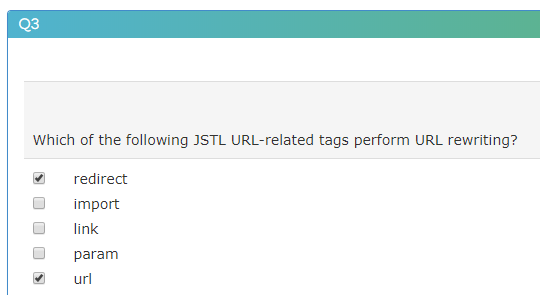 Q3
Which of the following JSTL URL-related tags perform URL rewriting?
redirect
import
link
param
url